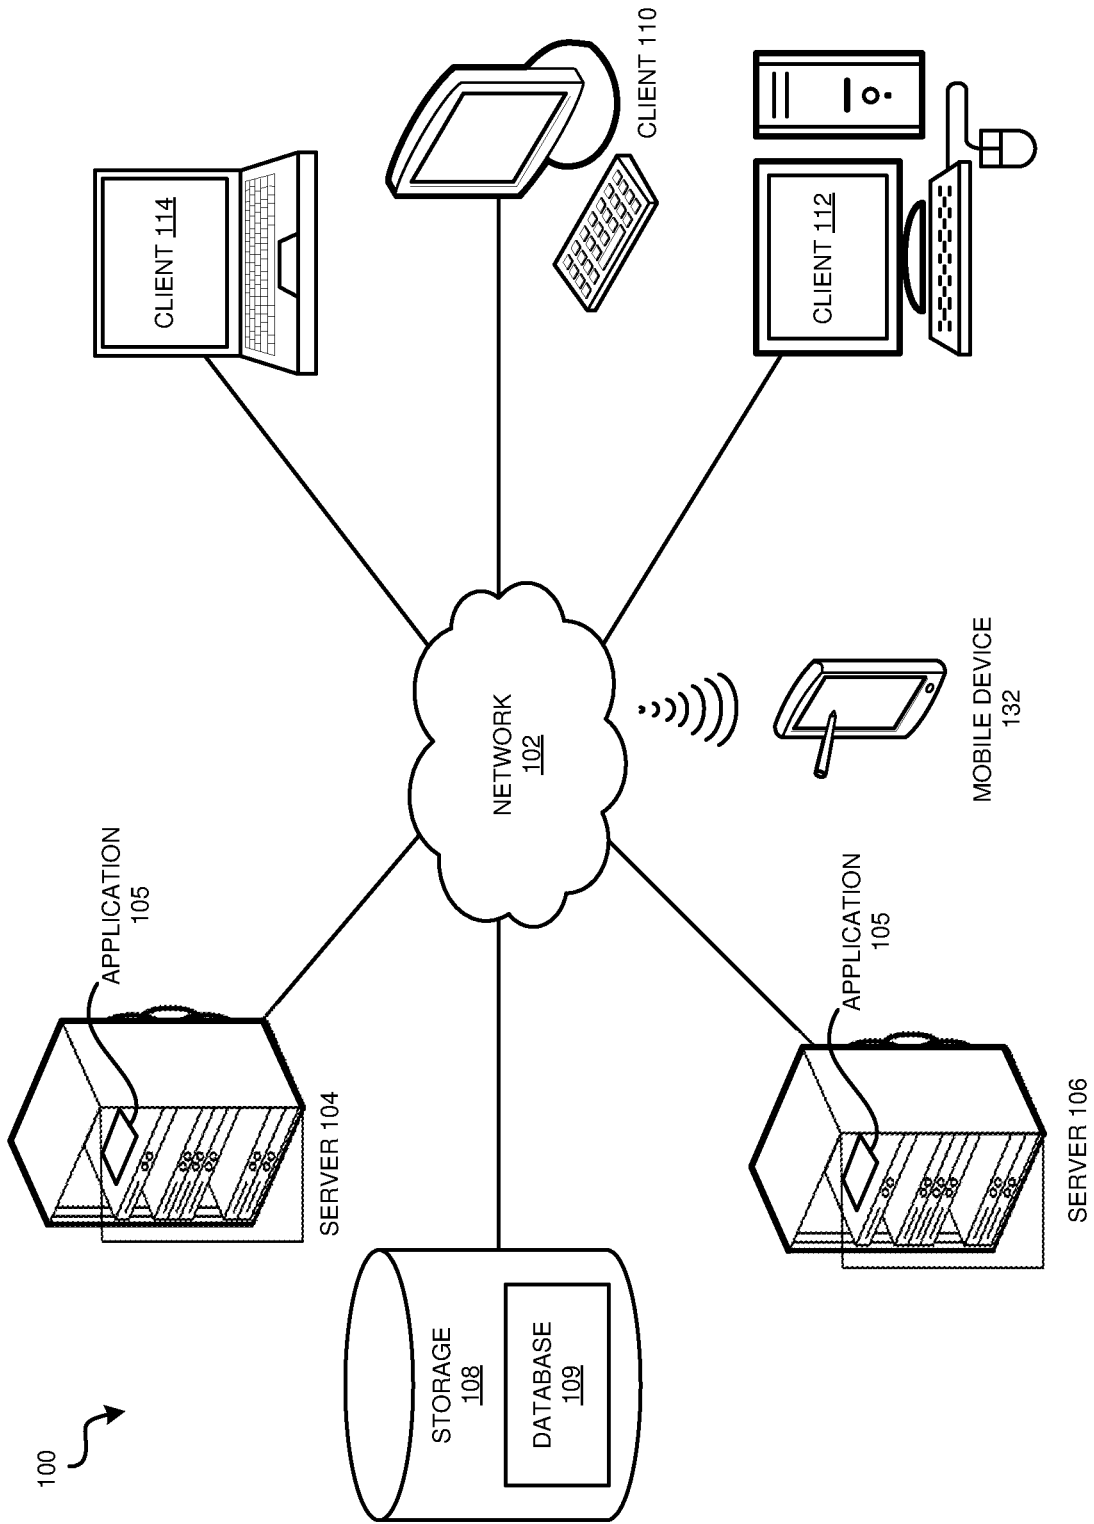 100
APPLICATION
105
SERVER 104
CLIENT 114
STORAGE
108
DATABASE
109
NETWORK
102
CLIENT 110
APPLICATION
105
SERVER 106
MOBILE DEVICE
132
CLIENT 112